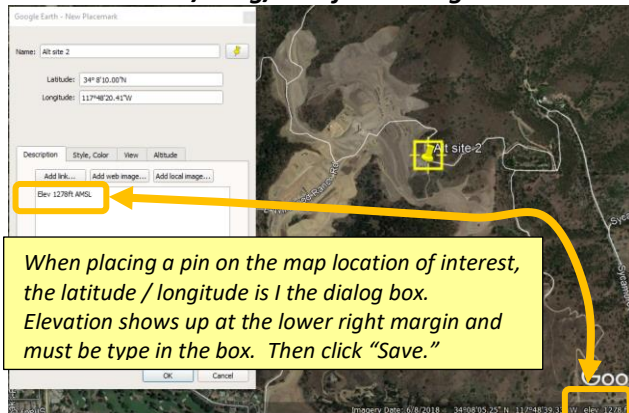 Google Earth - New Placemark
Name: Alt site 2
Latitude: 34° 8'10.00"N
Longitude: 117°48'20.41"W
Description Style, Color View Altitude
Add link... Add web image... Add local image...
Elev 1278ft AMSL
Alt site 2
Sycamore
When placing a pin on the map location of interest,
the latitude / longitude is I the dialog box.
Elevation shows up at the lower right margin and
must be type in the box. Then click “Save.”
OK Cancel
Goo
Imagery Date: 6/8/2018 34°08'05.25" N 117°48'39.3 W elev 1278